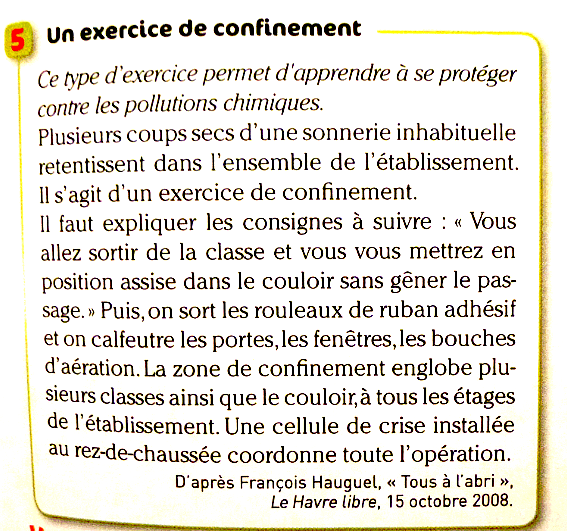 5 Un exercice de confinement
Ce type d'exercice permet d'apprendre à se protéger
contre les pollutions chimiques.
Plusieurs coups secs d'une sonnerie inhabituelle
retentissent dans l'ensemble de l'établissement.
Il s'agit d'un exercice de confinement.
Il faut expliquer les consignes à suivre : « Vous
allez sortir de la classe et vous vous mettrez en
position assise dans le couloir sans gêner le pas-
sage. » Puis, on sort les rouleaux de ruban adhésif
et on calfeutre les portes, les fenêtres, les bouches
d'aération. La zone de confinement englobe plu-
sieurs classes ainsi que le couloir, à tous les étages
de l'établissement. Une cellule de crise installée
au rez-de-chaussée coordonne toute l'opération.
D'après François Hauguel, « Tous à l'abri »,
Le Havre libre, 15 octobre 2008.